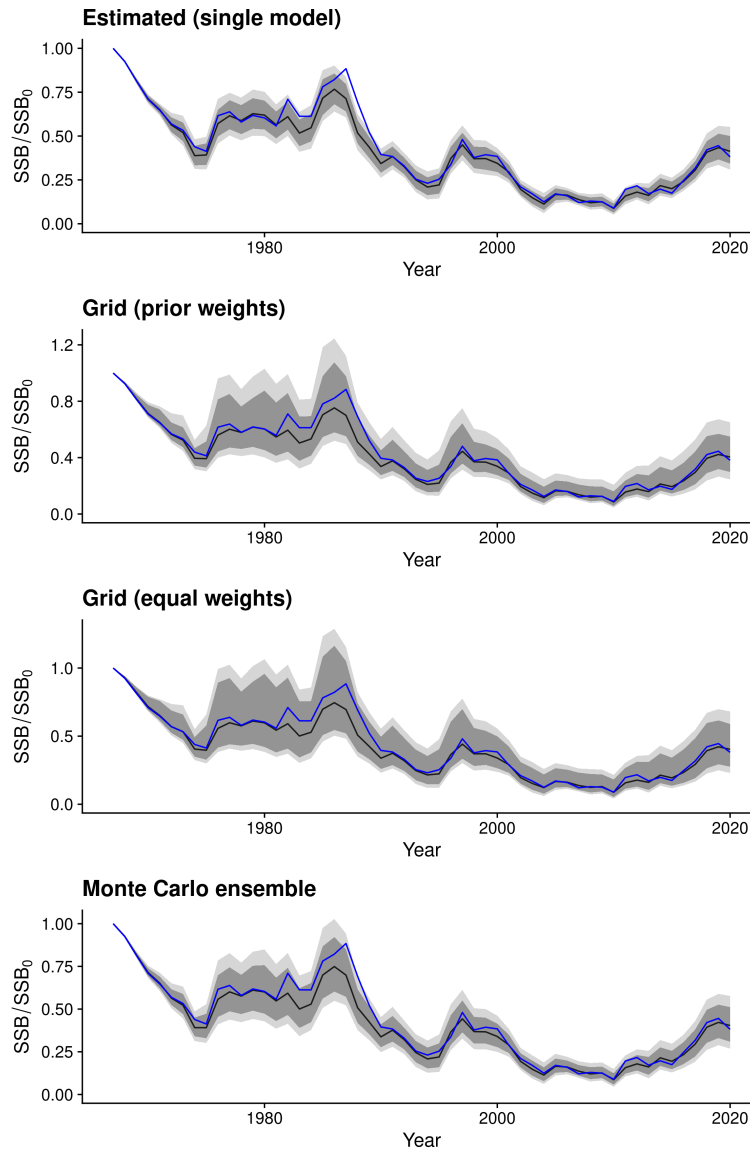 Estimated (single model)
SSB/SSB₀
1.00
0.75
0.50
0.25
0.00
1980
2000
2020
Year
Grid (prior weights)
SSB/SSB₀
1.2
0.8
0.4
0.0
1980
2000
2020
Year
Grid (equal weights)
SSB/SSB₀
1.0
0.5
0.0
1980
2000
2020
Year
Monte Carlo ensemble
SSB/SSB₀
1.00
0.75
0.50
0.25
0.00
1980
2000
2020
Year